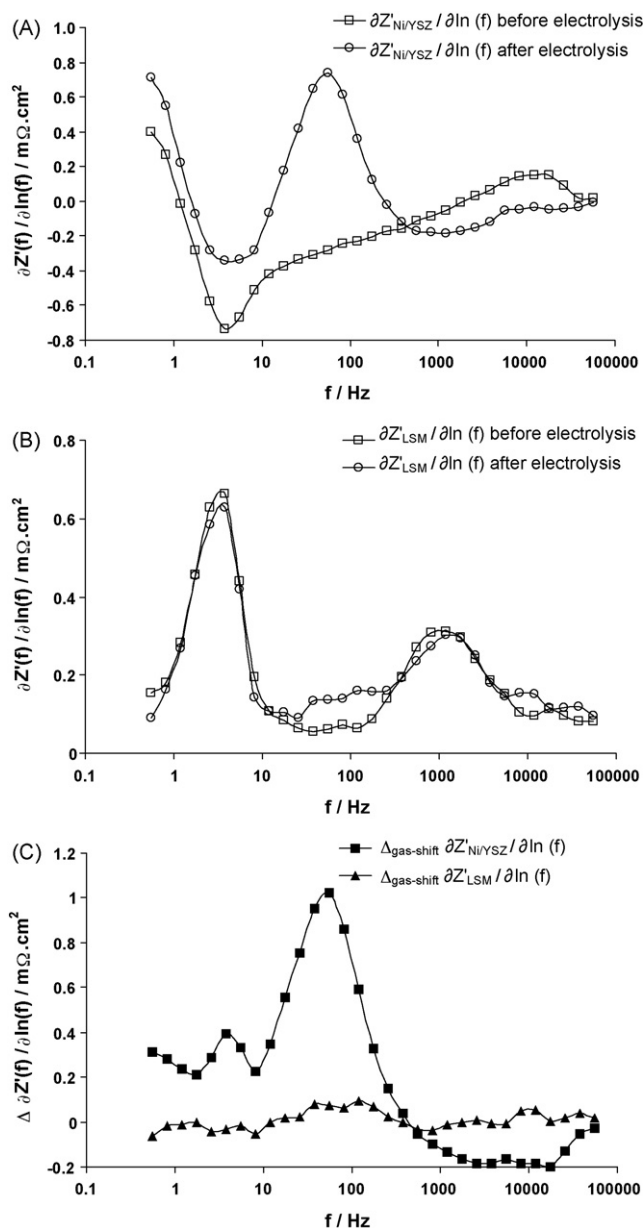 (A)
∂Z'Ni/YSZ / ∂ln (f) before electrolysis
∂Z'Ni/YSZ / ∂ln (f) after electrolysis
∂Z'(f) / ∂ln(f) / mΩ.cm²
1.0
0.8
0.6
0.4
0.2
0.0
-0.2
-0.4
-0.6
-0.8
0.1 1 10 100 1000 10000 100000
f / Hz
(B)
∂Z'LSM / ∂ln (f) before electrolysis
∂Z'LSM / ∂ln (f) after electrolysis
∂Z'(f) / ∂ln(f) / mΩ.cm²
0.8
0.6
0.4
0.2
0
0.1 1 10 100 1000 10000 100000
f / Hz
(C)
Δgas-shift ∂Z'Ni/YSZ / ∂ln (f)
Δgas-shift ∂Z'LSM / ∂ln (f)
Δ ∂Z'(f) / ∂ln(f) / mΩ.cm²
1.2
1
0.8
0.6
0.4
0.2
0
-0.2
0.1 1 10 100 1000 10000 100000
f / Hz